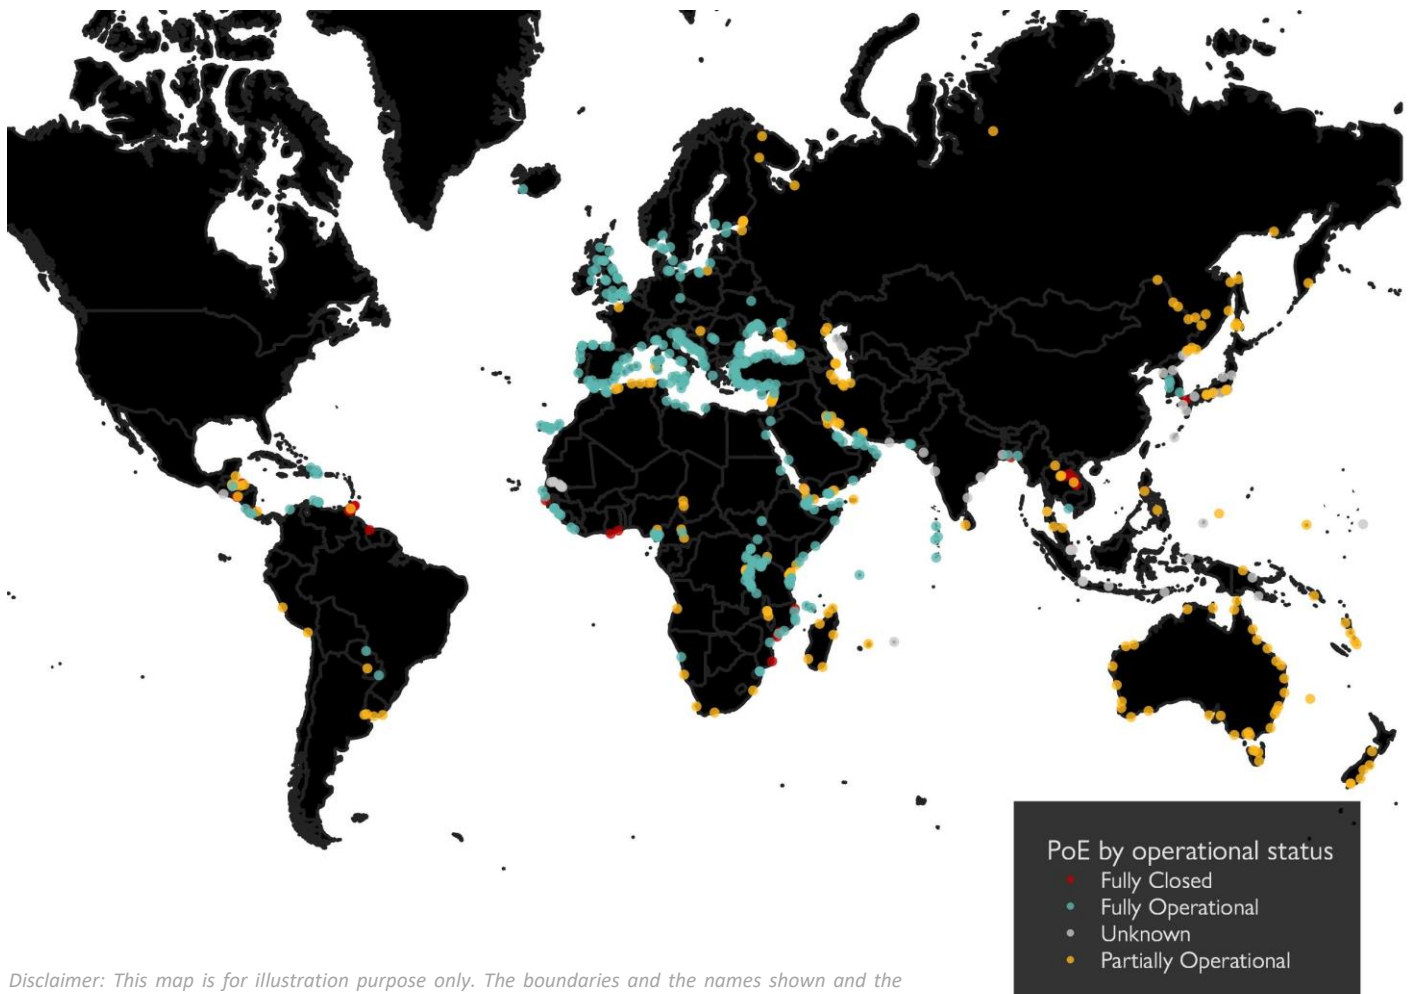 PoE by operational status
Fully Closed
Fully Operational
Unknown
Partially Operational
Disclaimer: This map is for illustration purpose only. The boundaries and the names shown and the